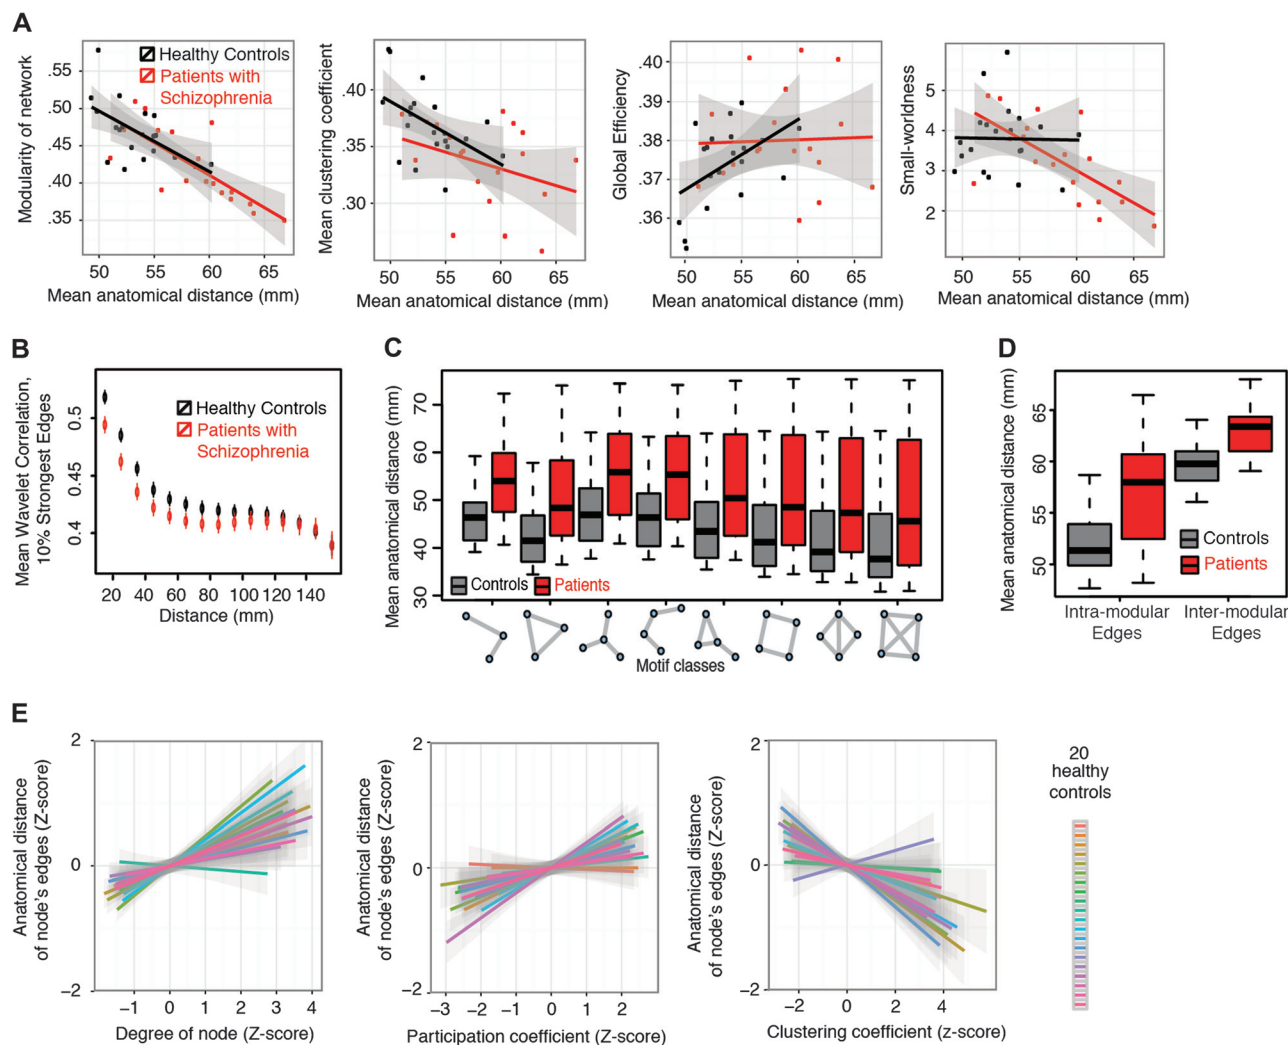 A
Healthy Controls
Patients with
Schizophrenia
Modularity of network
.55
.50
.45
.40
.35
50 55 60 65
Mean anatomical distance (mm)
Mean clustering coefficient
.40
.35
.30
50 55 60 65
Mean anatomical distance (mm)
Global Efficiency
.40
.39
.38
.37
.36
50 55 60 65
Mean anatomical distance (mm)
Small-worldness
5
4
3
2
50 55 60 65
Mean anatomical distance (mm)
B
Mean Wavelet Correlation,
10% Strongest Edges
0.5
0.45
0.4
Healthy Controls
Patients with
Schizophrenia
20 40 60 80 100 120 140
Distance (mm)
C
Mean anatomical distance (mm)
70
60
50
40
30
Controls Patients
Motif classes
D
Mean anatomical distance (mm)
65
60
55
50
Controls
Patients
Intra-modular Inter-modular
Edges Edges
E
Anatomical distance
of node's edges (Z-score)
2
0
−2
−1 0 1 2 3 4
Degree of node (Z-score)
Anatomical distance
of node's edges (Z-score)
2
0
−2
−3 −2 −1 0 1 2
Participation coefficient (Z-score)
Anatomical distance
of node's edges (Z-score)
2
0
−2
−2 0 2 4
Clustering coefficient (z-score)
20
healthy
controls